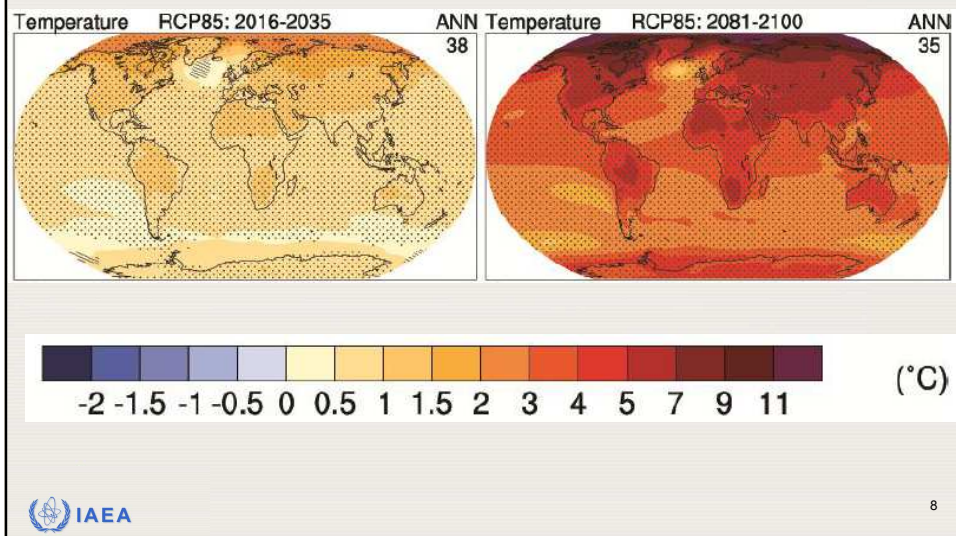 Temperature RCP85: 2016-2035 ANN
38
Temperature RCP85: 2081-2100 ANN
35
-2 -1.5 -1 -0.5 0 0.5 1 1.5 2 3 4 5 7 9 11 (°C)
IAEA
8